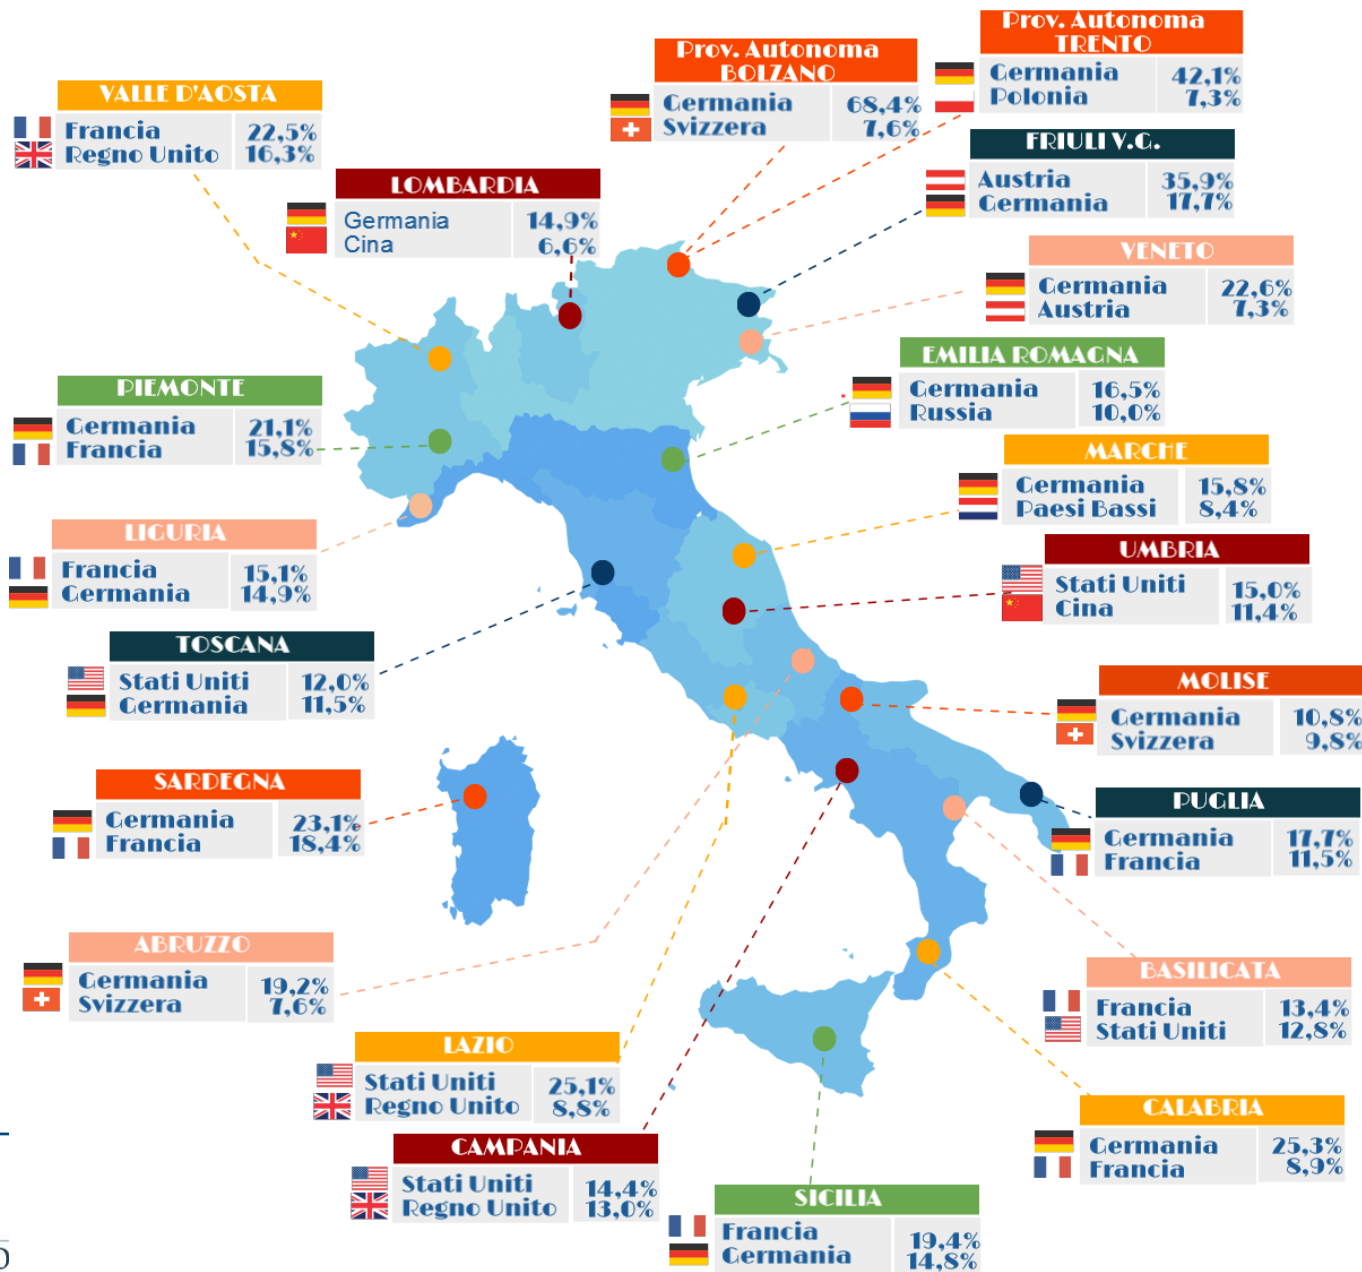 Prov. Autonoma
TRENTO
Germania 42,1%
Polonia 7,3%
Prov. Autonoma
BOLZANO
Germania 68,4%
Svizzera 7,6%
VALLE D'AOSTA
Francia 22,5%
Regno Unito 16,3%
FRIULI V.G.
Austria 35,9%
Germania 17,7%
LOMBARDIA
Germania 14,9%
Cina 6,6%
VENETO
Germania 22,6%
Austria 7,3%
EMILIA ROMAGNA
Germania 16,5%
Russia 10,0%
PIEMONTE
Germania 21,1%
Francia 15,8%
MARCHE
Germania 15,8%
Paesi Bassi 8,4%
LIGURIA
Francia 15,1%
Germania 14,9%
UMBRIA
Stati Uniti 15,0%
Cina 11,4%
TOSCANA
Stati Uniti 12,0%
Germania 11,5%
MOLISE
Germania 10,8%
Svizzera 9,8%
SARDEGNA
Germania 23,1%
Francia 18,4%
PUGLIA
Germania 17,7%
Francia 11,5%
ABRUZZO
Germania 19,2%
Svizzera 7,6%
BASILICATA
Francia 13,4%
Stati Uniti 12,8%
LAZIO
Stati Uniti 25,1%
Regno Unito 8,8%
CALABRIA
Germania 25,3%
Francia 8,9%
CAMPANIA
Stati Uniti 14,4%
Regno Unito 13,0%
SICILIA
Francia 19,4%
Germania 14,8%